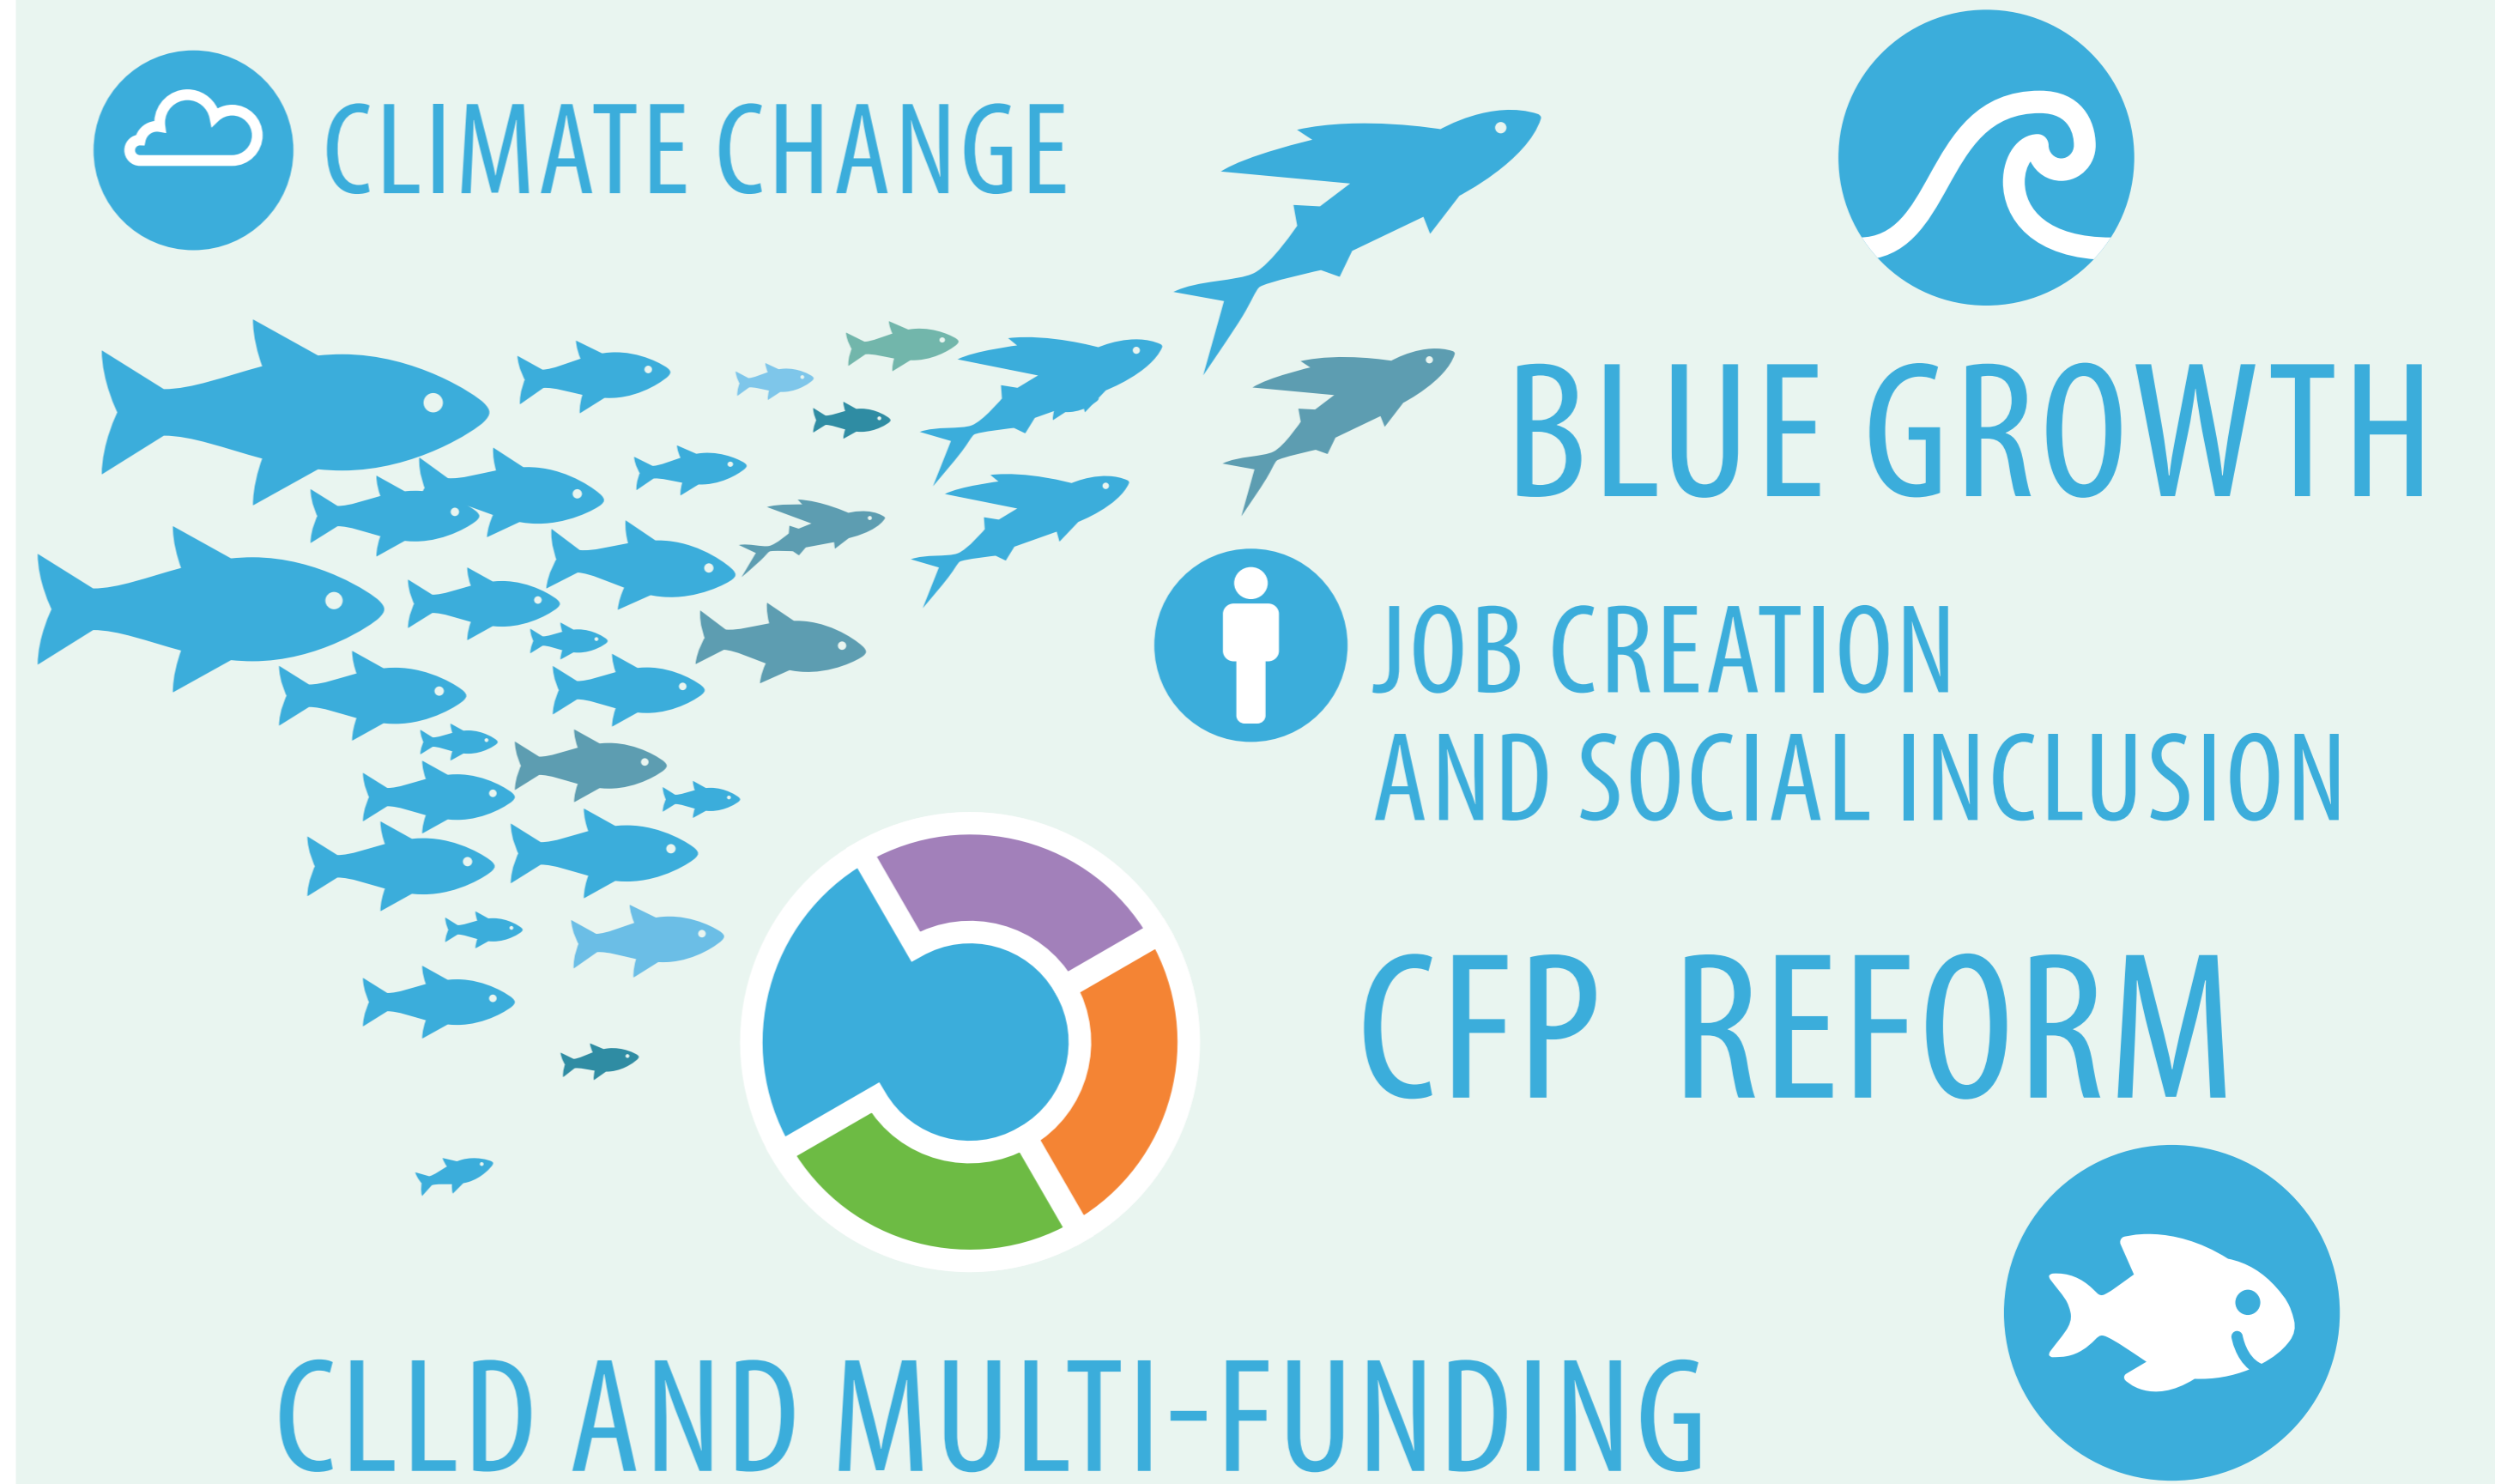 CLIMATE CHANGE
BLUE GROWTH
JOB CREATION
AND SOCIAL INCLUSION
CFP REFORM
CLLD AND MULTI-FUNDING